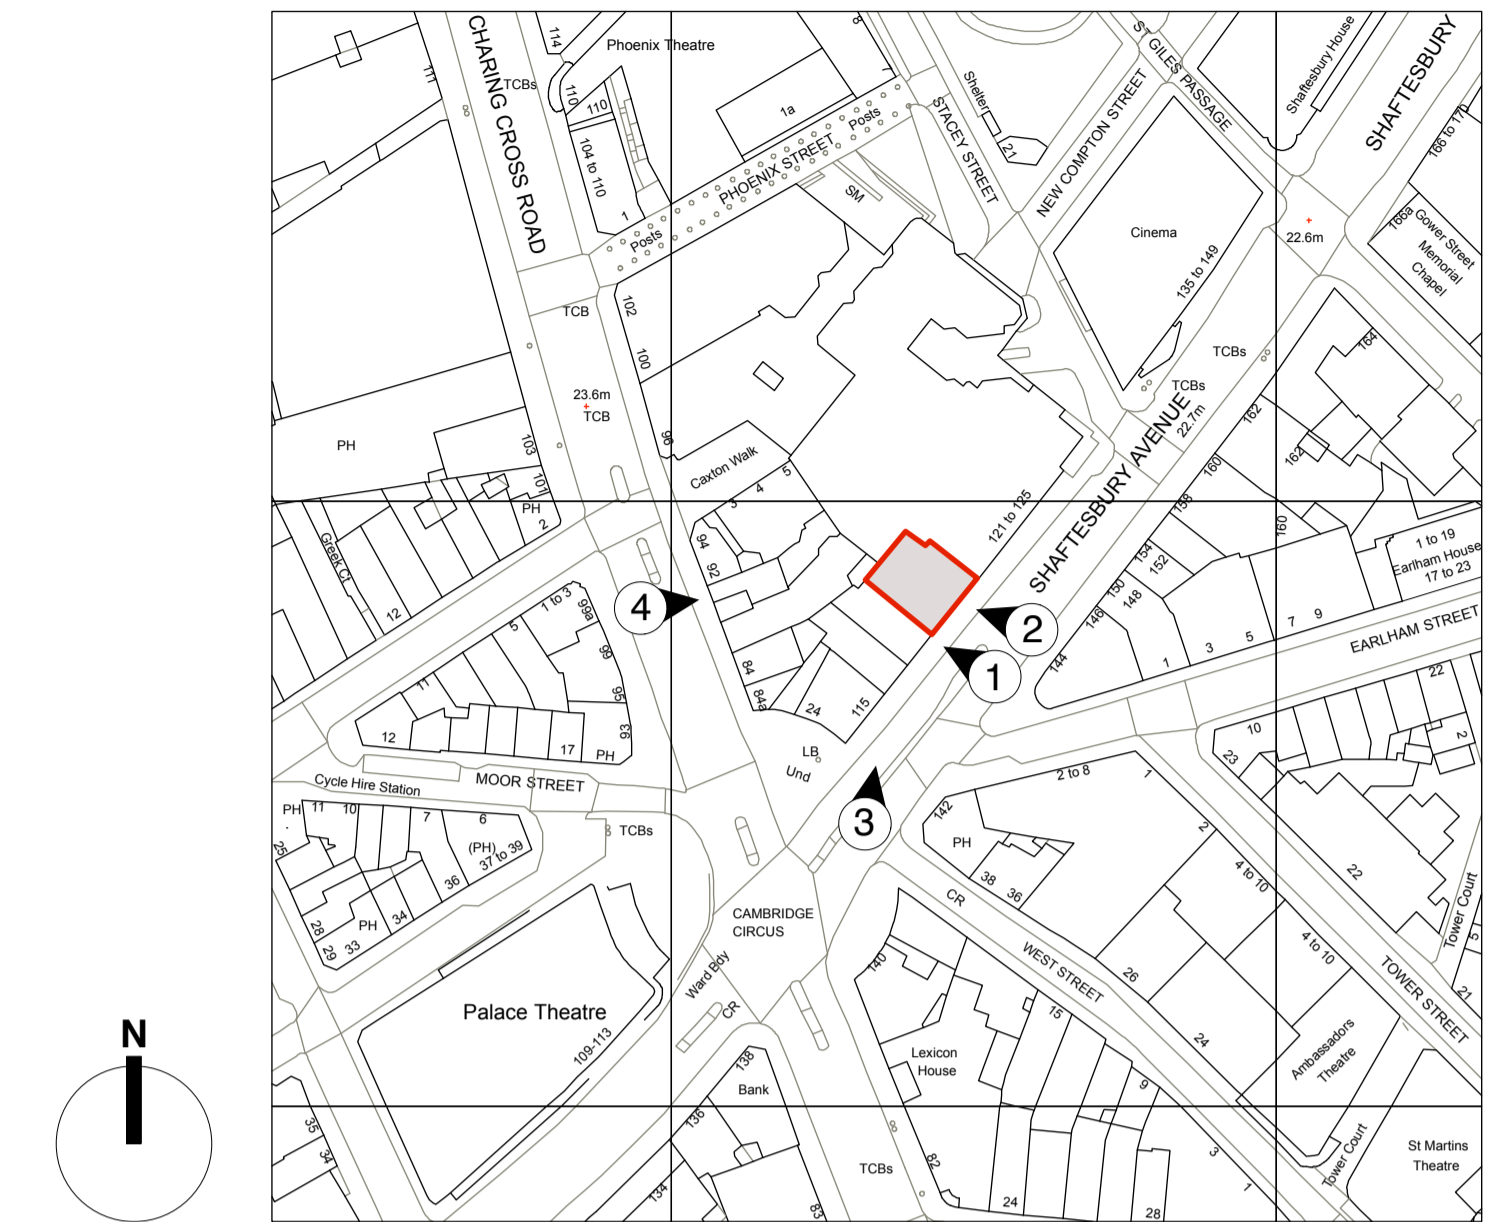 CHARING CROSS ROAD
114
Phoenix Theatre
8
ST GILES PASSAGE
Shaftesbury House
SHAFTESBURY
111
TCBs
110
110
7
1a
Shelter
NEW COMPTON STREET
Posts
STACEY STREET
21
166 to 170
104 to 110
PHOENIX STREET
SM
1
Posts
Cinema
22.6m
166a
Gower Street
Memorial
Chapel
135 to 149
TCB
102
100
TCBs
164
TCBs
23.6m
TCB
22.7m
162
SHAFTESBURY AVENUE
PH
103
96
Caxton Walk
5
4
3
162
160
101
PH
2
158
160
121 to 125
Greek Ct
94
92
154
152
150
148
146
1 to 19
Earlham House
17 to 23
12
1 to 3
99a
5
99
4
2
1
144
1
3
5
7
9
EARLHAM STREET
11
95
84
84a
93
24
115
22
12
17
PH
10
23
2
LB
Und
Cycle Hire Station
MOOR STREET
2 to 8
1
PH
11
10
7
6
(PH)
37 to 39
TCBs
3
142
PH
2
25
36
38
36
4 to 10
22
28
PH
34
29
33
CAMBRIDGE
CIRCUS
CR
Tower Court
5
140
WEST STREET
26
4 to 10
TOWER STREET
21
Ward Bdy
CR
Palace Theatre
109-113
15
24
Ambassadors
Theatre
N
Lexicon
House
138
Bank
9
136
35
34
82
TCBs
3
Tower Court
St Martins
Theatre
134
83
24
28
1